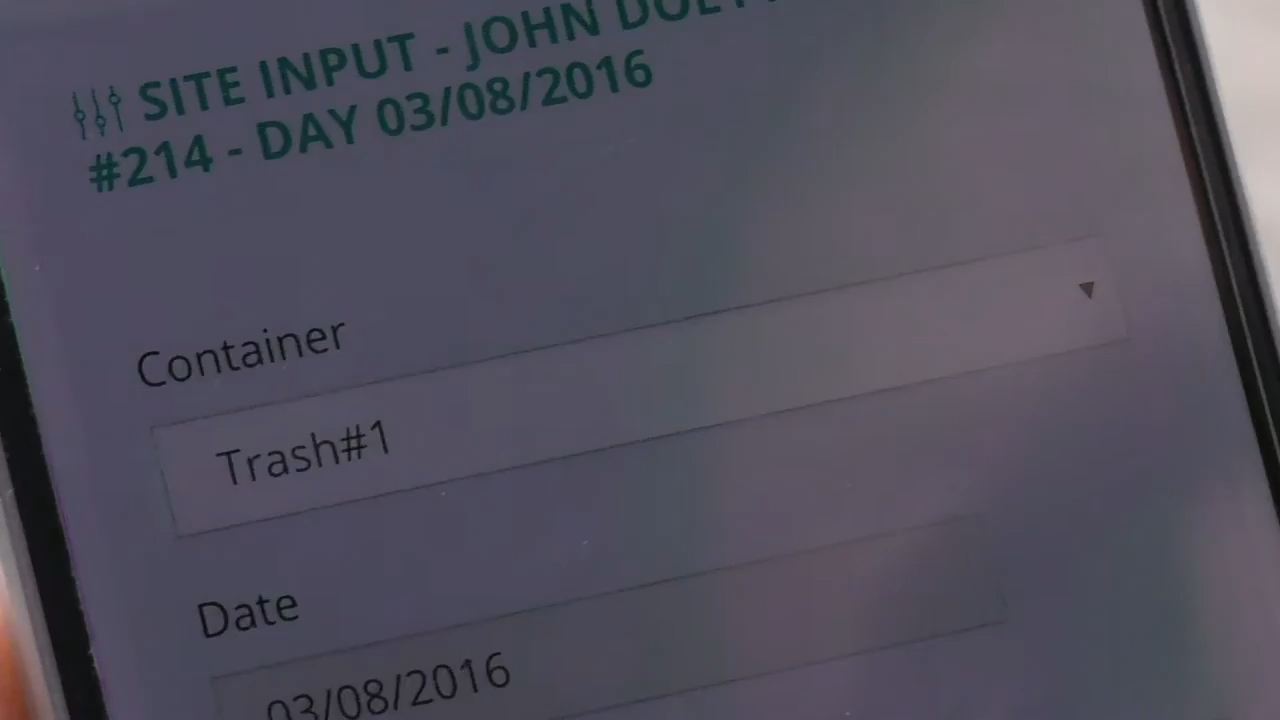 SITE INPUT - JOHN
#214 - DAY 03/08/2016
Container
Trash#1
Date
03/08/2016